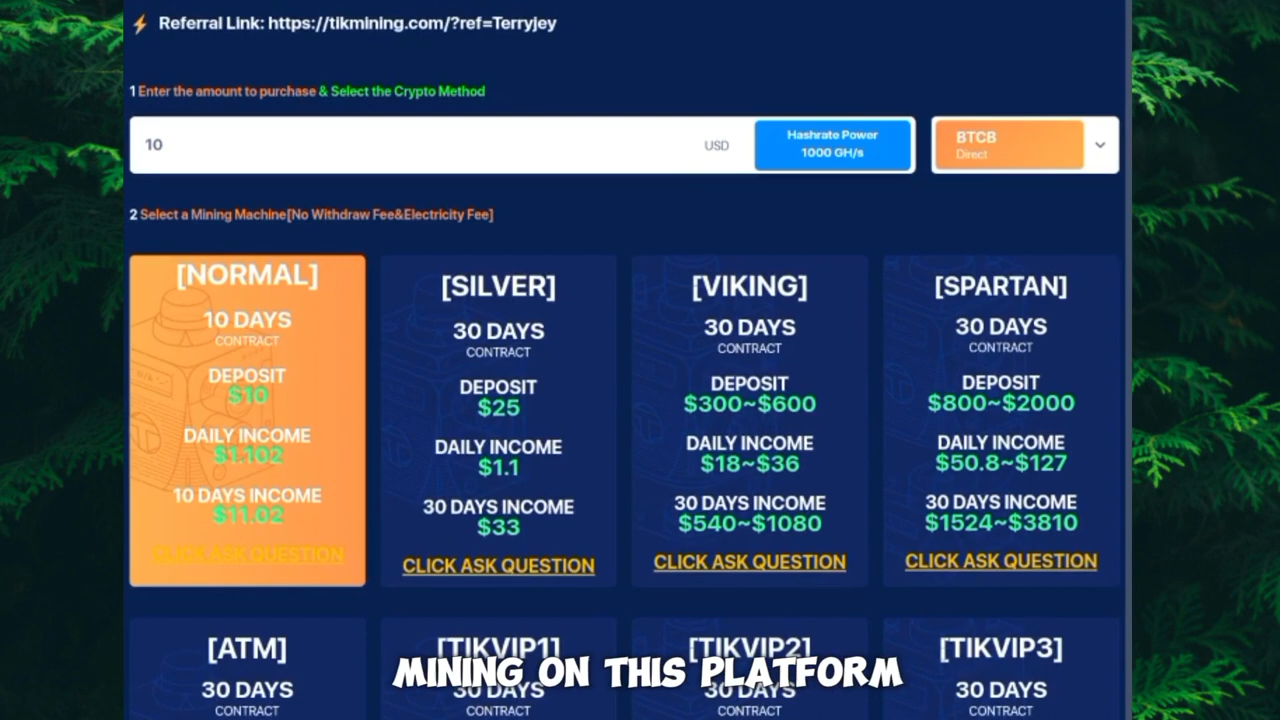 Referral Link: https://tikmining.com/?ref=Terryjey
1 Enter the amount to purchase & Select the Crypto Method
10 USD Hashrate Power BTCB
1000 GH/s Direct
2 Select a Mining Machine[No Withdraw Fee&Electricity Fee]
[NORMAL]
10 DAYS
CONTRACT
DEPOSIT
$10
DAILY INCOME
$1.102
10 DAYS INCOME
$11.02
CLICK ASK QUESTION
[SILVER]
30 DAYS
CONTRACT
DEPOSIT
$25
DAILY INCOME
$1.1
30 DAYS INCOME
$33
CLICK ASK QUESTION
[VIKING]
30 DAYS
CONTRACT
DEPOSIT
$300~$600
DAILY INCOME
$18~$36
30 DAYS INCOME
$540~$1080
CLICK ASK QUESTION
[SPARTAN]
30 DAYS
CONTRACT
DEPOSIT
$800~$2000
DAILY INCOME
$50.8~$127
30 DAYS INCOME
$1524~$3810
CLICK ASK QUESTION
[ATM]
30 DAYS
CONTRACT
[TIKVIP1]
30 DAYS
CONTRACT
[TIKVIP2]
30 DAYS
CONTRACT
[TIKVIP3]
30 DAYS
CONTRACT
MINING ON THIS PLATFORM